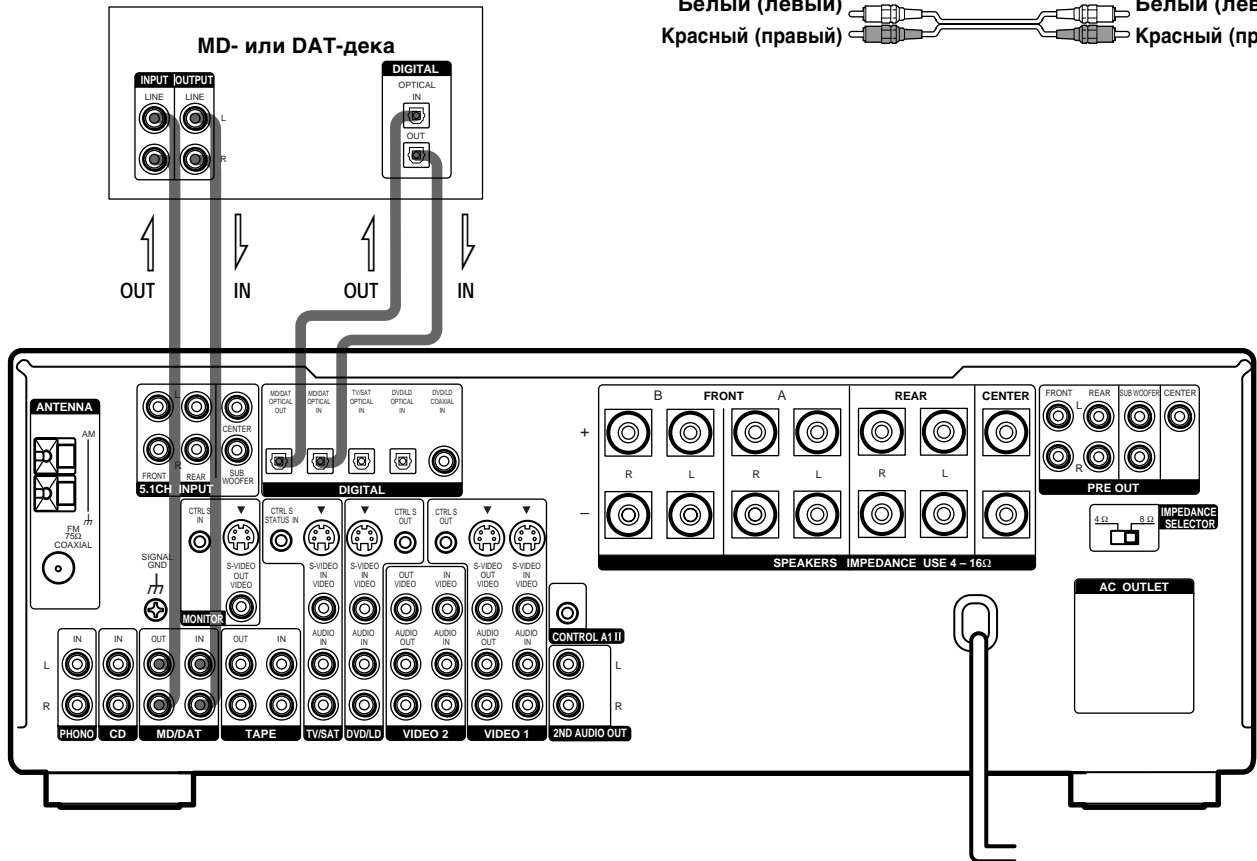 Белый (левый)
Белый (лев
Красный (правый)
Красный (пр
MD- или DAT-дека
INPUT OUTPUT
LINE LINE
L
R
DIGITAL
OPTICAL
IN
OUT
OUT IN OUT IN
ANTENNA
AM
FM
75Ω
COAXIAL
L
R
CENTER
FRONT REAR SUB WOOFER
5.1CH INPUT
MD/DAT OPTICAL OUT
MD/DAT OPTICAL IN
TV/SAT OPTICAL IN
DVD/LD OPTICAL IN
DVD/LD COAXIAL IN
DIGITAL
B FRONT A
REAR
CENTER
+
R L R L R L
–
SPEAKERS IMPEDANCE USE 4 – 16Ω
FRONT REAR SUB WOOFER CENTER
L
R
PRE OUT
IMPEDANCE SELECTOR
4 Ω 8 Ω
AC OUTLET
SIGNAL GND
CTRL S IN
S-VIDEO OUT
VIDEO
MONITOR
CTRL S STATUS IN
S-VIDEO IN
VIDEO
S-VIDEO IN
VIDEO
CTRL S OUT
CTRL S OUT
OUT VIDEO
IN VIDEO
S-VIDEO OUT
VIDEO
S-VIDEO IN
VIDEO
CONTROL A1 II
IN IN OUT IN OUT IN
AUDIO IN
AUDIO IN
AUDIO OUT
AUDIO IN
AUDIO OUT
AUDIO IN
L L
R R
PHONO CD MD/DAT TAPE TV/SAT DVD/LD VIDEO 2 VIDEO 1 2ND AUDIO OUT